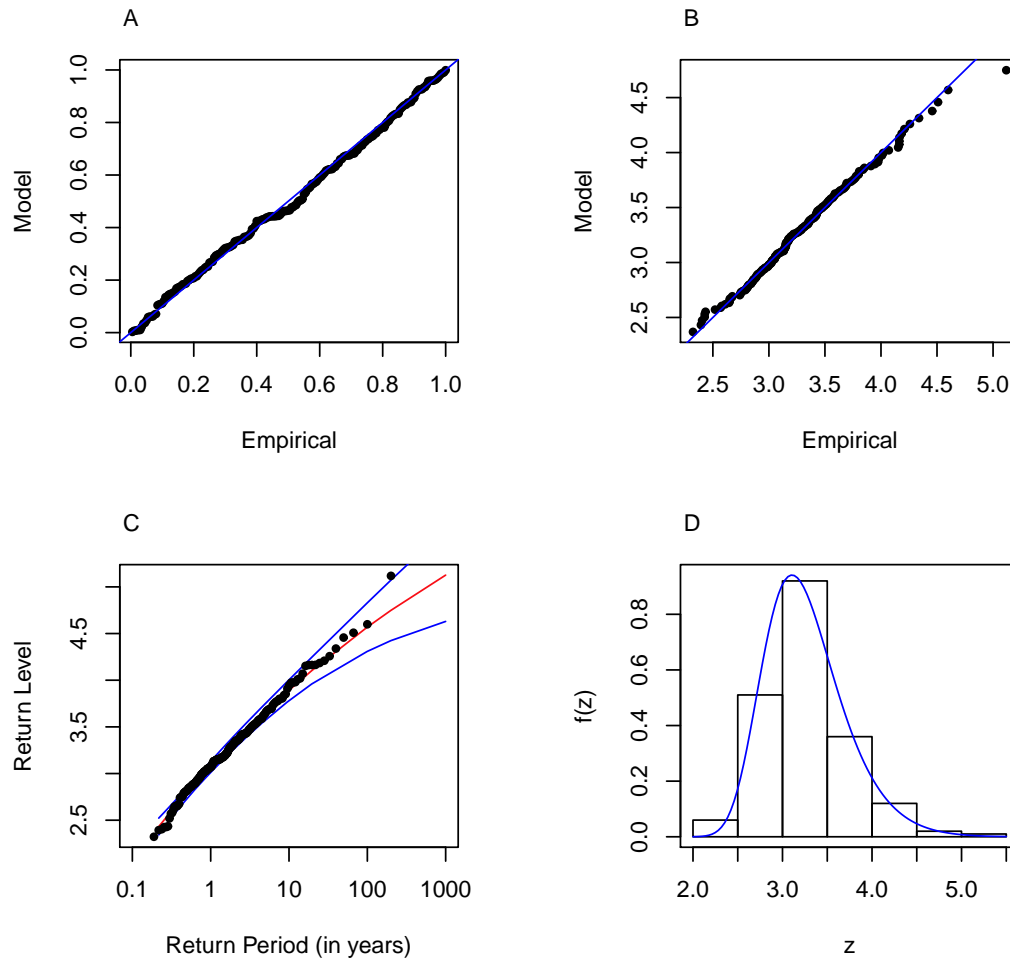 A
1.0
0.8
0.6
0.4
0.2
0.0
Model
0.0 0.2 0.4 0.6 0.8 1.0
Empirical
B
4.5
4.0
3.5
3.0
2.5
Model
2.5 3.0 3.5 4.0 4.5 5.0
Empirical
C
4.5
3.5
2.5
Return Level
0.1 1 10 100 1000
Return Period (in years)
D
0.8
0.6
0.4
0.2
0.0
f(z)
2.0 3.0 4.0 5.0
z